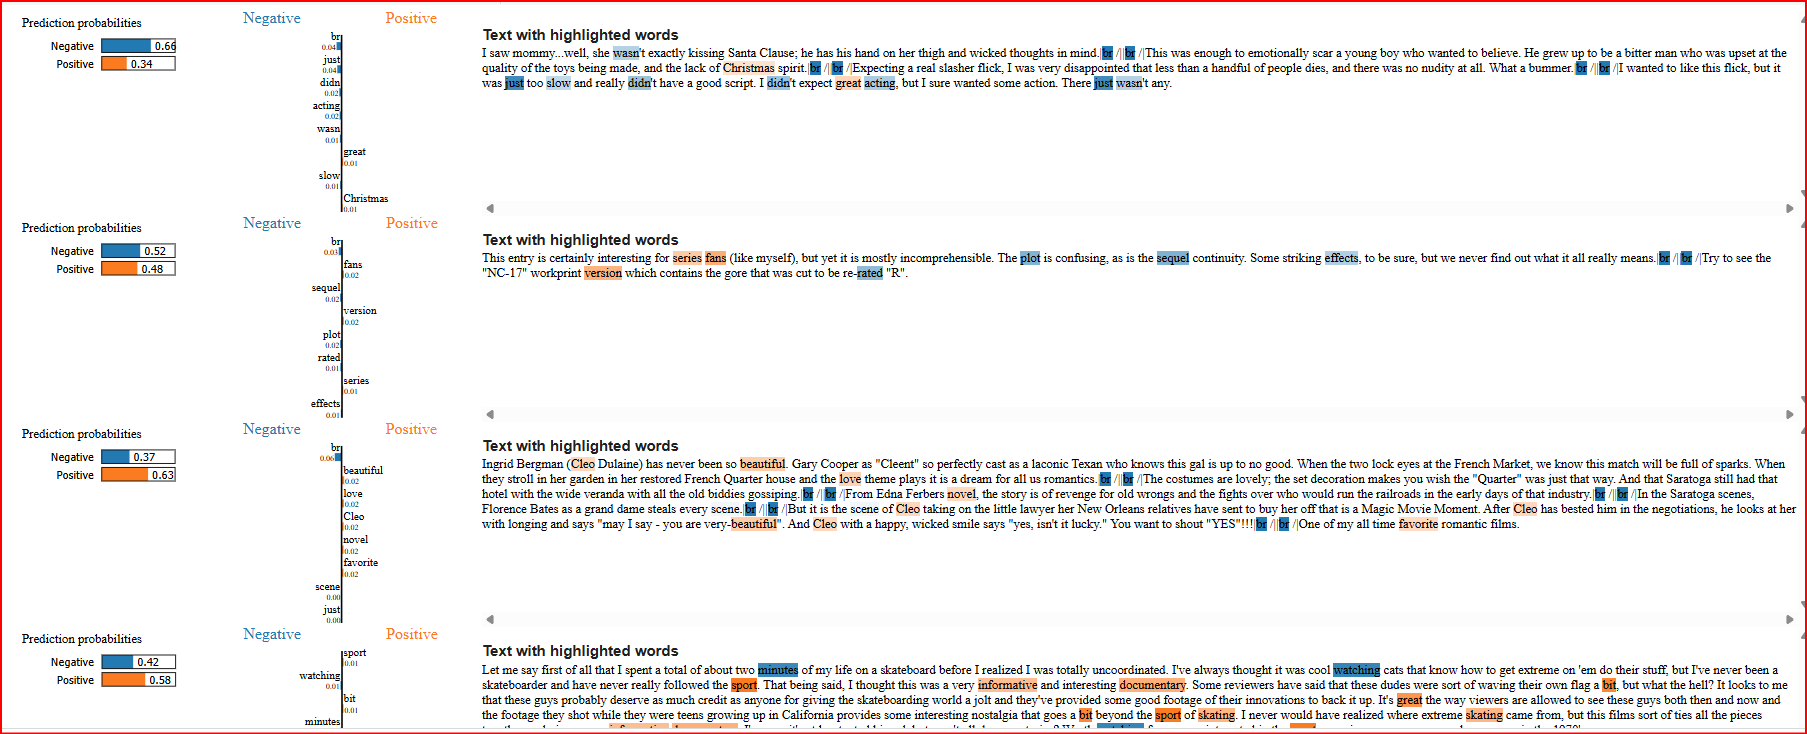 Prediction probabilities
Negative 0.66
Positive 0.34
Negative Positive
br
0.04
just
0.04
didn
0.02
acting
0.02
wasn
0.01
great
0.01
slow
0.01
Christmas
0.01
Text with highlighted words
I saw mommy...well, she wasn't exactly kissing Santa Clause; he has his hand on her thigh and wicked thoughts in mind.|br /||br /|This was enough to emotionally scar a young boy who wanted to believe. He grew up to be a bitter man who was upset at the
quality of the toys being made, and the lack of Christmas spirit.|br /||br /|Expecting a real slasher flick, I was very disappointed that less than a handful of people dies, and there was no nudity at all. What a bummer.|br /||br /|I wanted to like this flick, but it
was just too slow and really didn't have a good script. I didn't expect great acting, but I sure wanted some action. There just wasn't any.
Prediction probabilities
Negative 0.52
Positive 0.48
Negative Positive
br
0.03
fans
0.02
sequel
0.02
version
0.02
plot
0.02
rated
0.01
series
0.01
effects
0.01
Text with highlighted words
This entry is certainly interesting for series fans (like myself), but yet it is mostly incomprehensible. The plot is confusing, as is the sequel continuity. Some striking effects, to be sure, but we never find out what it all really means.|br /||br /|Try to see the
"NC-17" workprint version which contains the gore that was cut to be re-rated "R".
Prediction probabilities
Negative 0.37
Positive 0.63
Negative Positive
br
0.06
beautiful
0.02
love
0.02
Cleo
0.02
novel
0.02
favorite
0.02
scene
0.00
just
0.00
Text with highlighted words
Ingrid Bergman (Cleo Dulaine) has never been so beautiful. Gary Cooper as "Cleent" so perfectly cast as a laconic Texan who knows this gal is up to no good. When the two lock eyes at the French Market, we know this match will be full of sparks. When
they stroll in her garden in her restored French Quarter house and the love theme plays it is a dream for all us romantics.|br /||br /|The costumes are lovely; the set decoration makes you wish the "Quarter" was just that way. And that Saratoga still had that
hotel with the wide veranda with all the old biddies gossiping.|br /||br /|From Edna Ferbers novel, the story is of revenge for old wrongs and the fights over who would run the railroads in the early days of that industry.|br /||br /|In the Saratoga scenes,
Florence Bates as a grand dame steals every scene.|br /||br /|But it is the scene of Cleo taking on the little lawyer her New Orleans relatives have sent to buy her off that is a Magic Movie Moment. After Cleo has bested him in the negotiations, he looks at her
with longing and says "may I say - you are very-beautiful". And Cleo with a happy, wicked smile says "yes, isn't it lucky." You want to shout "YES"!!!|br /||br /|One of my all time favorite romantic films.
Prediction probabilities
Negative 0.42
Positive 0.58
Negative Positive
sport
0.01
watching
0.01
bit
0.01
minutes
Text with highlighted words
Let me say first of all that I spent a total of about two minutes of my life on a skateboard before I realized I was totally uncoordinated. I've always thought it was cool watching cats that know how to get extreme on 'em do their stuff, but I've never been a
skateboarder and have never really followed the sport. That being said, I thought this was a very informative and interesting documentary. Some reviewers have said that these dudes were sort of waving their own flag a bit, but what the hell? It looks to me
that these guys probably deserve as much credit as anyone for giving the skateboarding world a jolt and they've provided some good footage of their innovations to back it up. It's great the way viewers are allowed to see these guys both then and now and
the footage they shot while they were teens growing up in California provides some interesting nostalgia that goes a bit beyond the sport of skating. I never would have realized where extreme skating came from, but this films sort of ties all the pieces